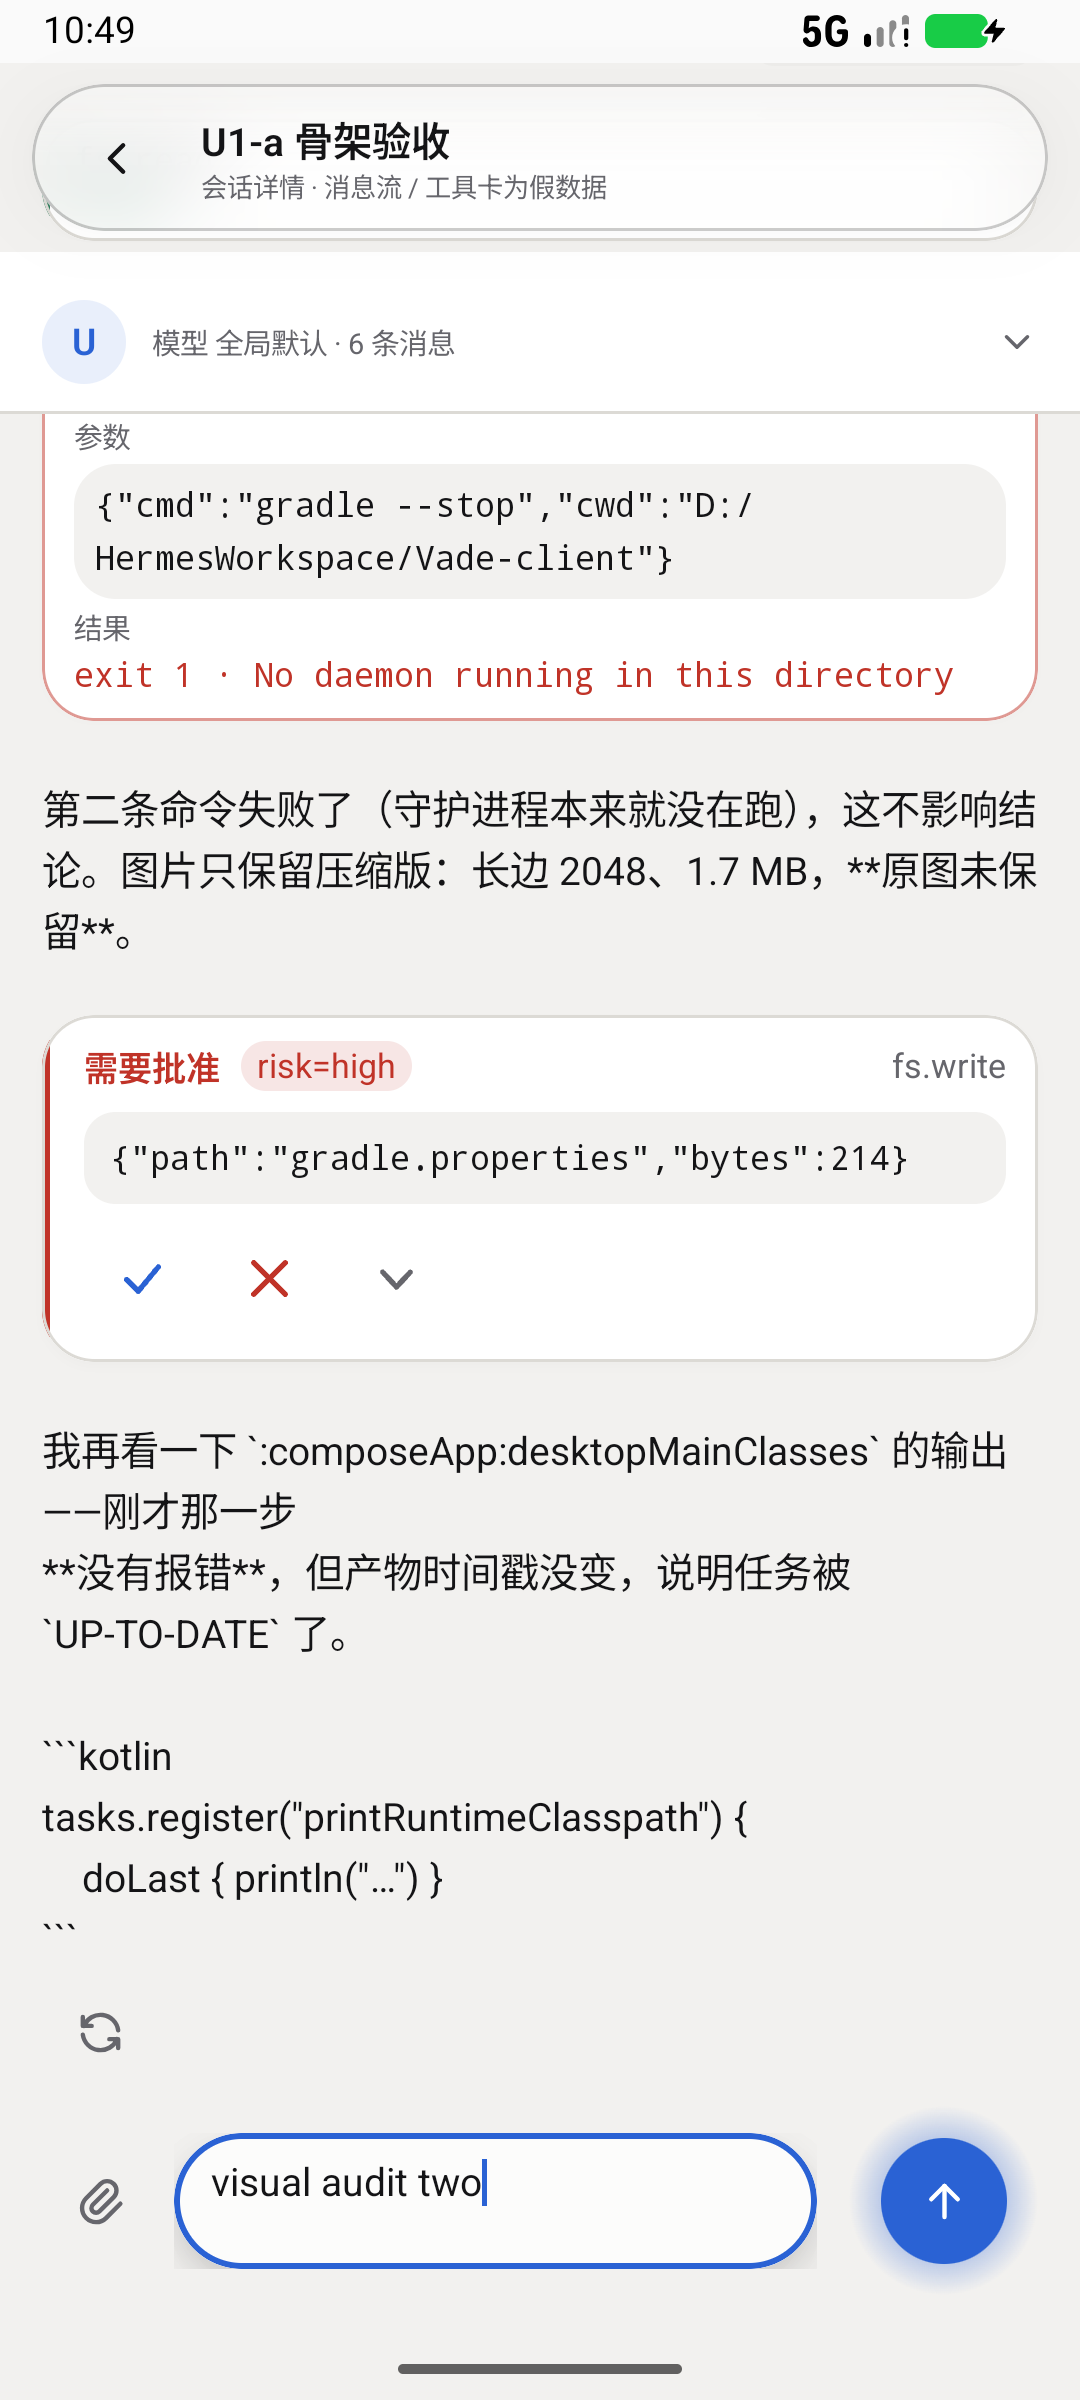 10:49
5G
U1-a 骨架验收
会话详情 · 消息流 / 工具卡为假数据
U
模型 全局默认 · 6 条消息
参数
{"cmd":"gradle --stop","cwd":"D:/
HermesWorkspace/Vade-client"}
结果
exit 1 · No daemon running in this directory
第二条命令失败了（守护进程本来就没在跑），这不影响结
论。图片只保留压缩版：长边 2048、1.7 MB，**原图未保
留**。
需要批准 risk=high fs.write
{"path":"gradle.properties","bytes":214}
我再看一下 `:composeApp:desktopMainClasses` 的输出
——刚才那一步
**没有报错**，但产物时间戳没变，说明任务被
`UP-TO-DATE` 了。
```kotlin
tasks.register("printRuntimeClasspath") {
    doLast { println("…") }
```
visual audit two